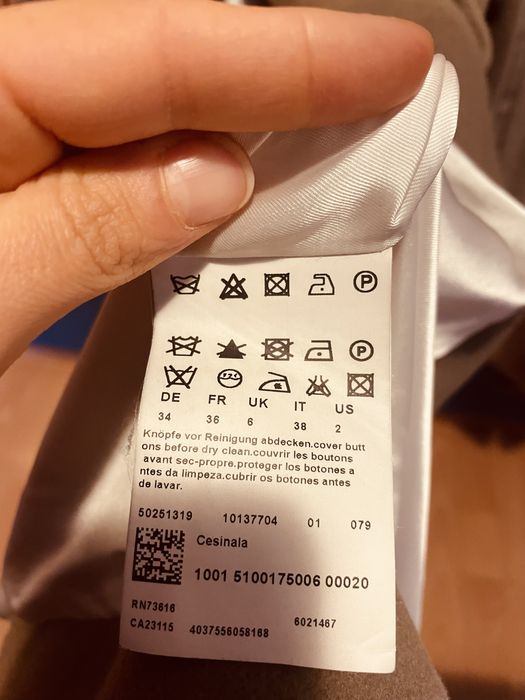 P
P
DE FR UK IT US
34 36 6 38 2
Knöpfe vor Reinigung abdecken.cover butt
ons before dry clean.couvrir les boutons
avant sec-propre.proteger los botones a
ntes da limpeza.cubrir os botones antes
de lavar.
50251319 10137704 01 079
Cesinala
1001 5100175006 00020
RN73616
CA23115 4037556058168 6021467